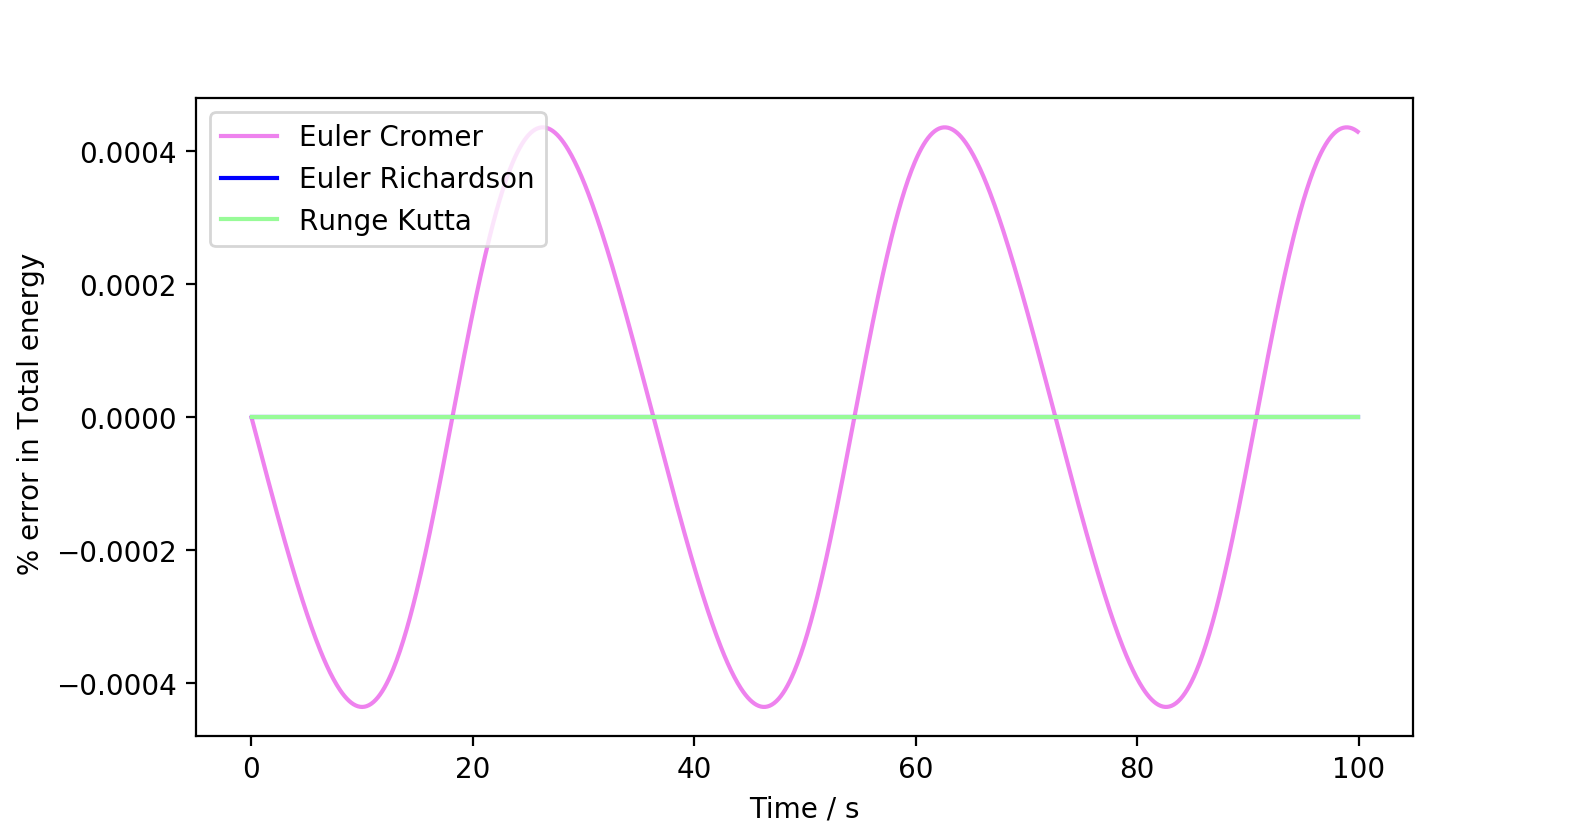 Euler Cromer
Euler Richardson
Runge Kutta
0.0004
0.0002
0.0000
−0.0002
−0.0004
% error in Total energy
0 20 40 60 80 100
Time / s